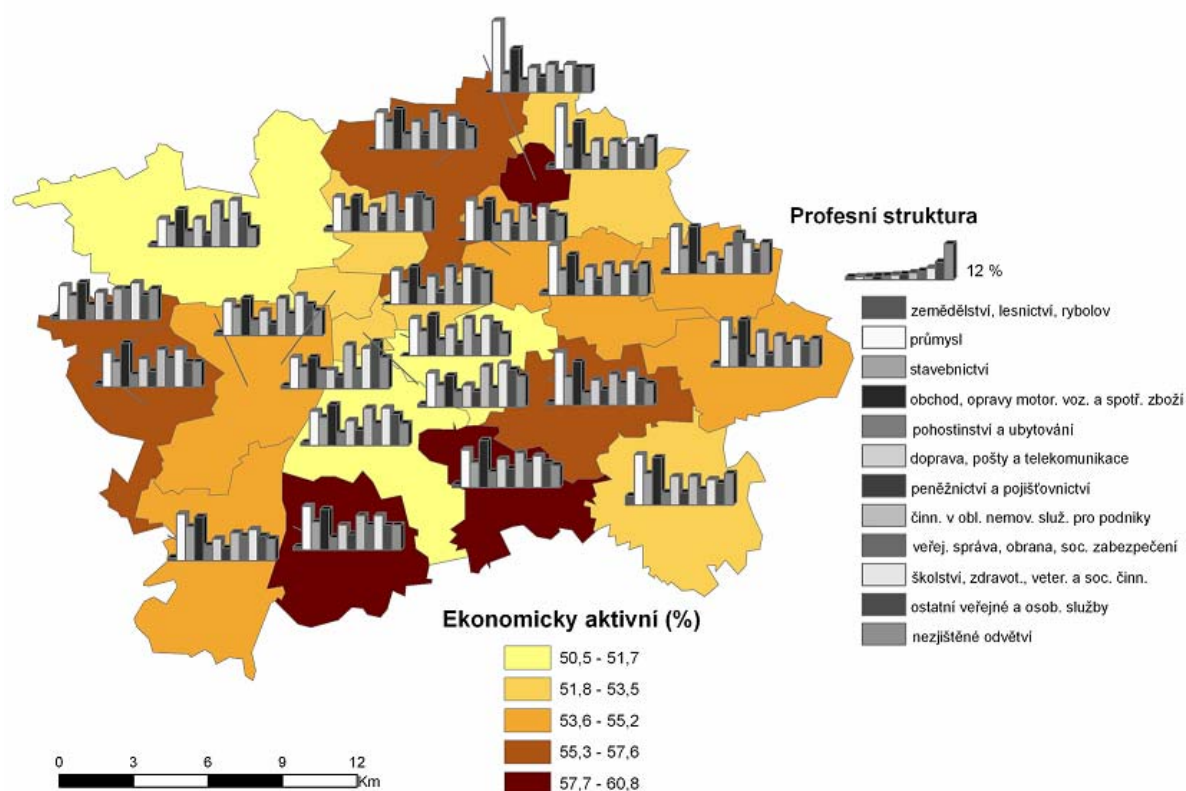 Profesní struktura
12 %
zemědělství, lesnictví, rybolov
průmysl
stavebnictví
obchod, opravy motor. voz. a spotř. zboží
pohostinství a ubytování
doprava, pošty a telekomunikace
peněžnictví a pojišťovnictví
činn. v obl. nemov. služ. pro podniky
veřej. správa, obrana, soc. zabezpečení
školství, zdravot., veter. a soc. činn.
ostatní veřejné a osob. služby
nezjištěné odvětví
Ekonomicky aktivní (%)
50,5 - 51,7
51,8 - 53,5
53,6 - 55,2
55,3 - 57,6
57,7 - 60,8
0 3 6 9 12
Km